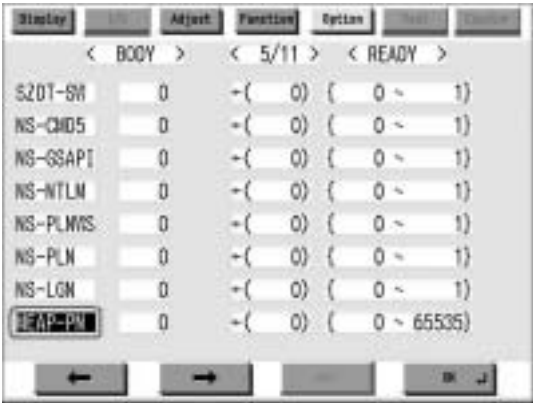 Display Adjust Function Option
< BODY > < 5/11 > < READY >
SZDT-SW 0 ←( 0) ( 0 ~ 1)
NS-CMD5 0 ←( 0) ( 0 ~ 1)
NS-GSAPI 0 ←( 0) ( 0 ~ 1)
NS-NTLM 0 ←( 0) ( 0 ~ 1)
NS-PLNWS 0 ←( 0) ( 0 ~ 1)
NS-PLN 0 ←( 0) ( 0 ~ 1)
NS-LGN 0 ←( 0) ( 0 ~ 1)
MEAP-PN 0 ←( 0) ( 0 ~ 65535)
← → OK ↲